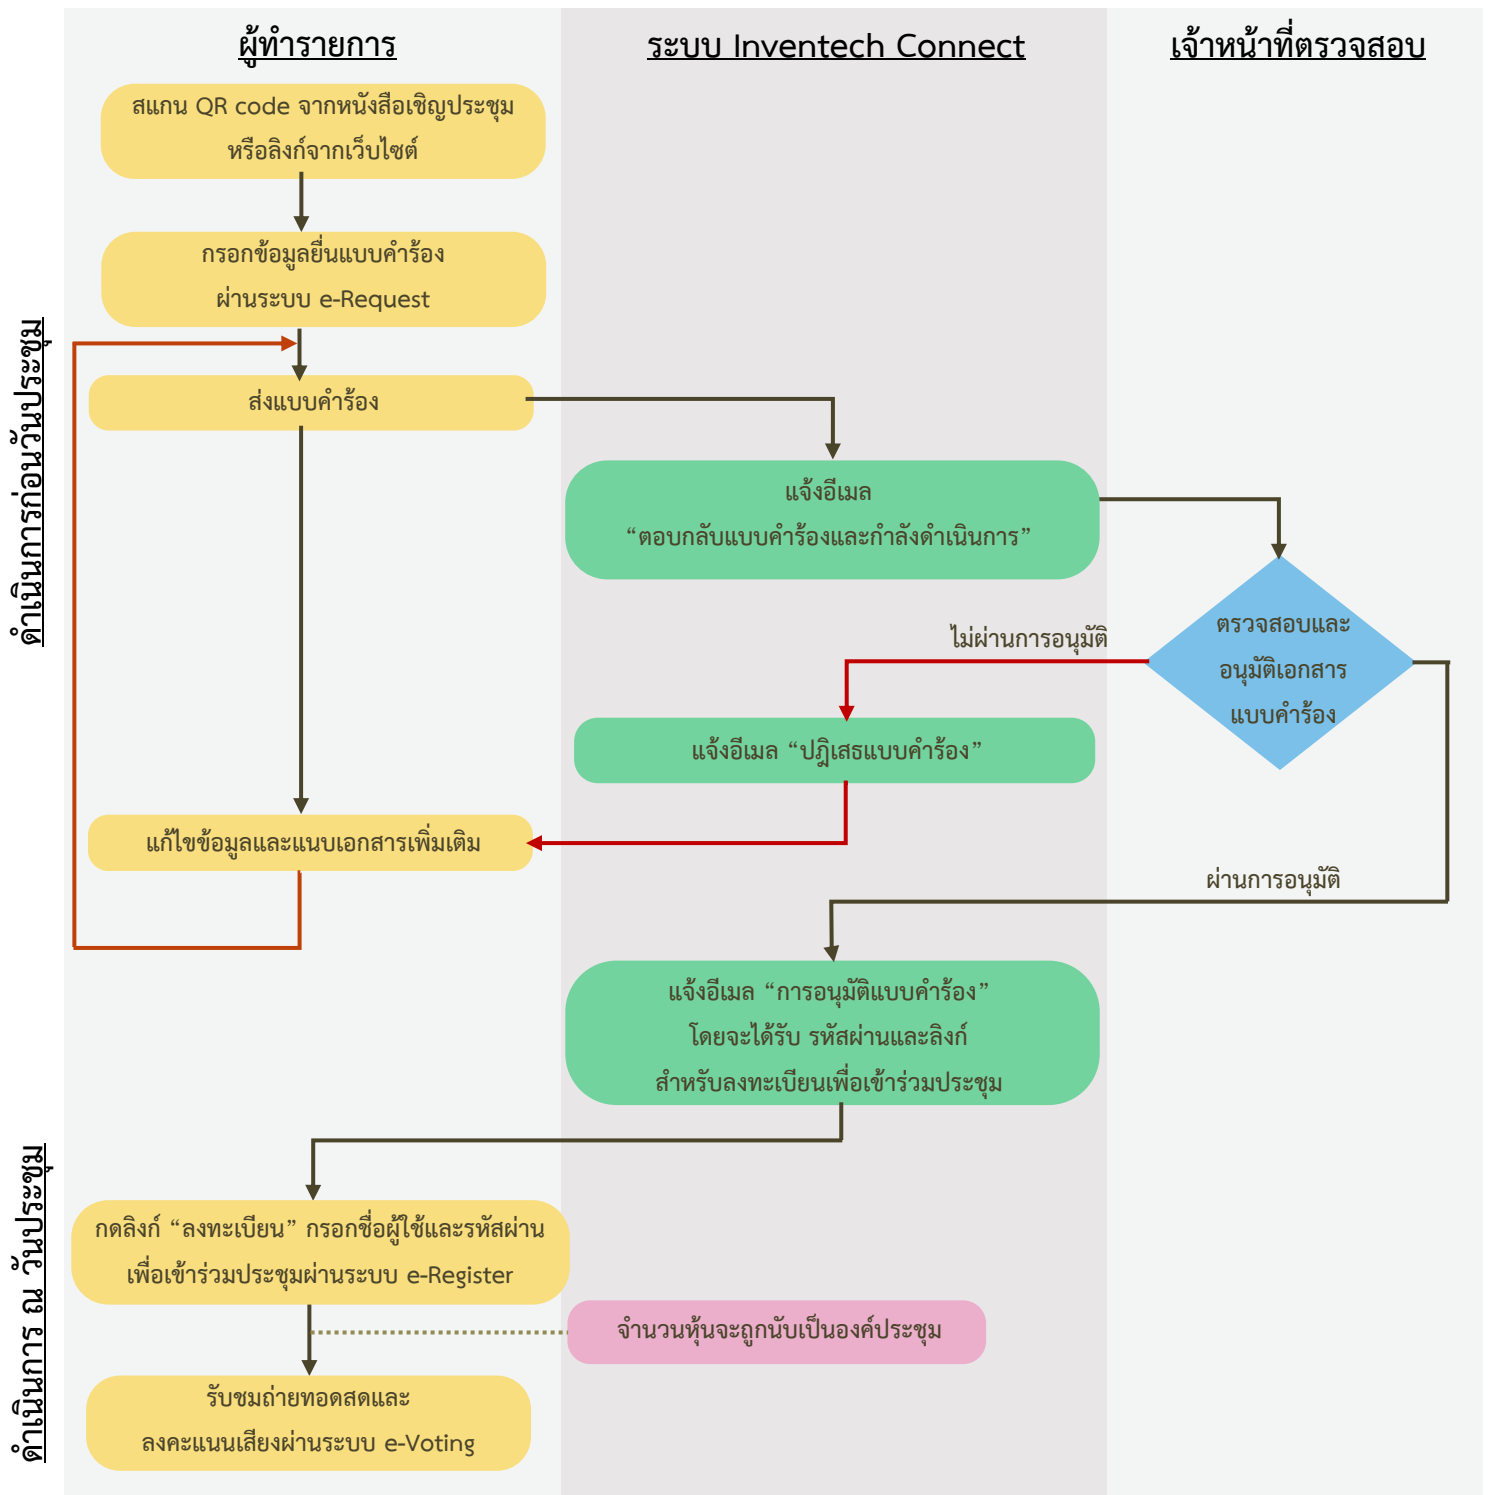 ผู้ทำรายการ
ระบบ Inventech Connect
เจ้าหน้าที่ตรวจสอบ
ดำเนินการก่อนวันประชุม
สแกน QR code จากหนังสือเชิญประชุม
หรือลิงก์จากเว็บไซต์
กรอกข้อมูลยื่นแบบคำร้อง
ผ่านระบบ e-Request
ส่งแบบคำร้อง
แจ้งอีเมล
“ตอบกลับแบบคำร้องและกำลังดำเนินการ”
ตรวจสอบและ
อนุมัติเอกสาร
แบบคำร้อง
ไม่ผ่านการอนุมัติ
แจ้งอีเมล “ปฎิเสธแบบคำร้อง”
แก้ไขข้อมูลและแนบเอกสารเพิ่มเติม
ผ่านการอนุมัติ
แจ้งอีเมล “การอนุมัติแบบคำร้อง”
โดยจะได้รับ รหัสผ่านและลิงก์
สำหรับลงทะเบียนเพื่อเข้าร่วมประชุม
ดำเนินการ ณ วันประชุม
กดลิงก์ “ลงทะเบียน” กรอกชื่อผู้ใช้และรหัสผ่าน
เพื่อเข้าร่วมประชุมผ่านระบบ e-Register
จำนวนหุ้นจะถูกนับเป็นองค์ประชุม
รับชมถ่ายทอดสดและ
ลงคะแนนเสียงผ่านระบบ e-Voting